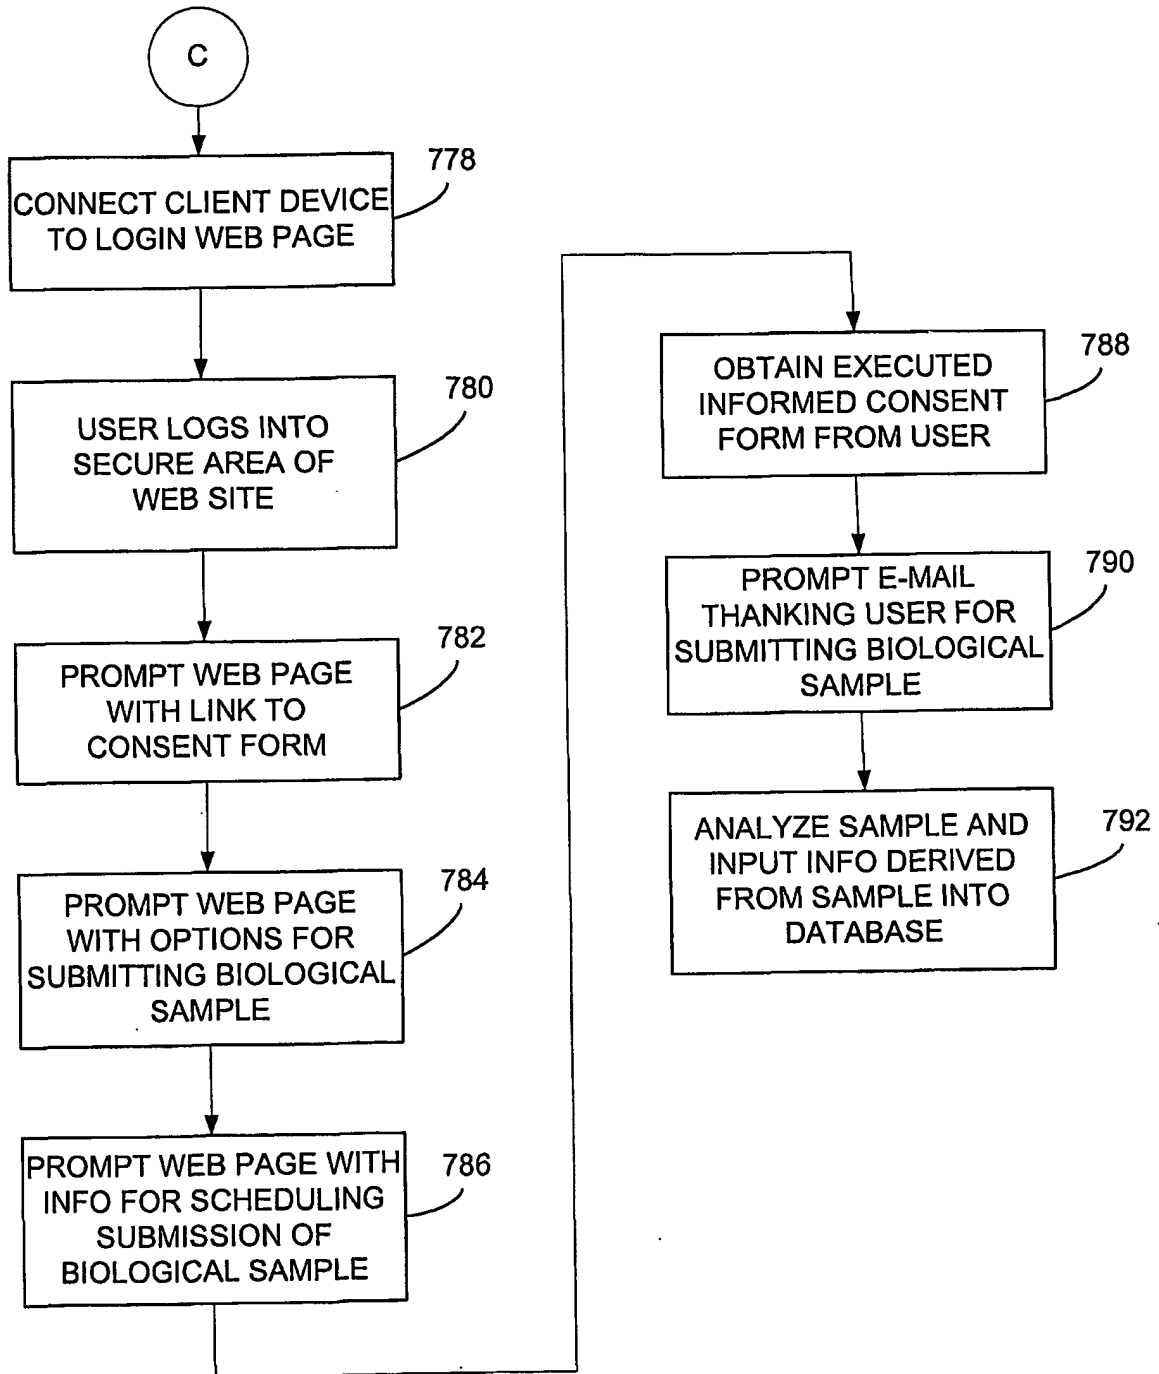 C
778
CONNECT CLIENT DEVICE
TO LOGIN WEB PAGE
780
USER LOGS INTO
SECURE AREA OF
WEB SITE
782
PROMPT WEB PAGE
WITH LINK TO
CONSENT FORM
784
PROMPT WEB PAGE
WITH OPTIONS FOR
SUBMITTING BIOLOGICAL
SAMPLE
786
PROMPT WEB PAGE WITH
INFO FOR SCHEDULING
SUBMISSION OF
BIOLOGICAL SAMPLE
788
OBTAIN EXECUTED
INFORMED CONSENT
FORM FROM USER
790
PROMPT E-MAIL
THANKING USER FOR
SUBMITTING BIOLOGICAL
SAMPLE
792
ANALYZE SAMPLE AND
INPUT INFO DERIVED
FROM SAMPLE INTO
DATABASE